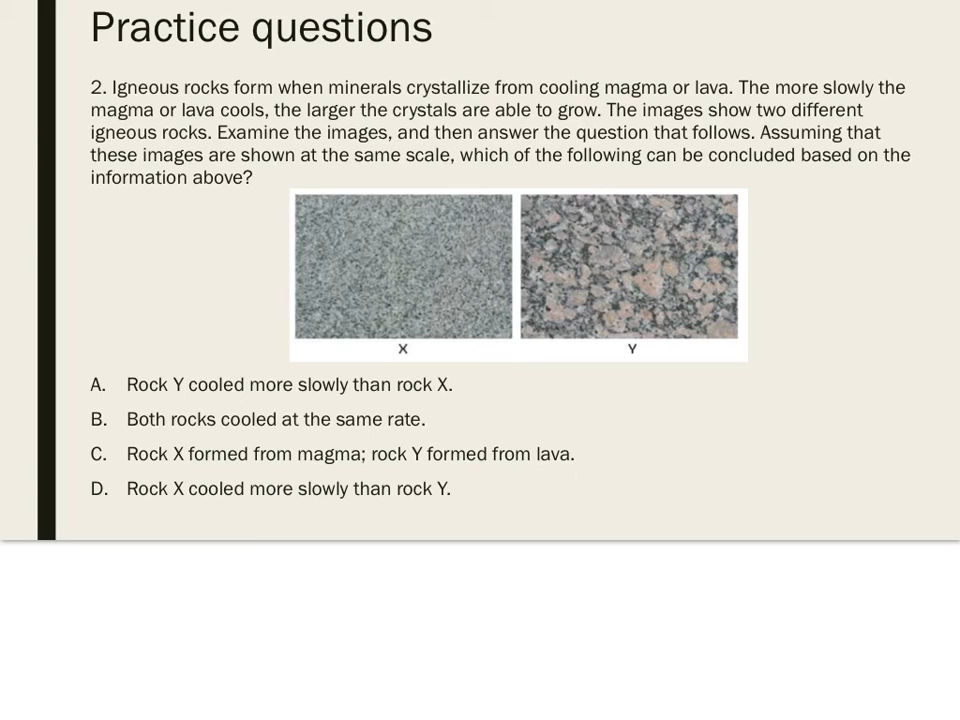 Practice questions
2. Igneous rocks form when minerals crystallize from cooling magma or lava. The more slowly the
magma or lava cools, the larger the crystals are able to grow. The images show two different
igneous rocks. Examine the images, and then answer the question that follows. Assuming that
these images are shown at the same scale, which of the following can be concluded based on the
information above?
X Y
A. Rock Y cooled more slowly than rock X.
B. Both rocks cooled at the same rate.
C. Rock X formed from magma; rock Y formed from lava.
D. Rock X cooled more slowly than rock Y.